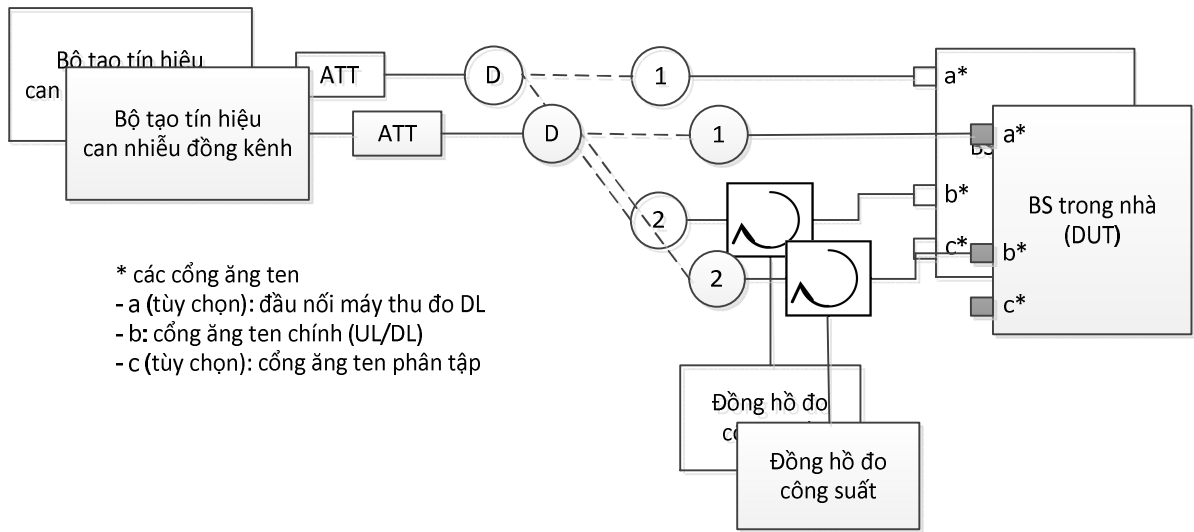 Bộ tạo tín hiệu
can
ATT
D
1
a*
Bộ tạo tín hiệu
can nhiễu đồng kênh
ATT
D
1
a*
BS
b*
2
BS trong nhà
(DUT)
c*
b*
2
c*
* các cổng ăng ten
- a (tùy chọn): đầu nối máy thu đo DL
- b: cổng ăng ten chính (UL/DL)
- c (tùy chọn): cổng ăng ten phân tập
Đồng hồ đo
Đồng hồ đo
công suất